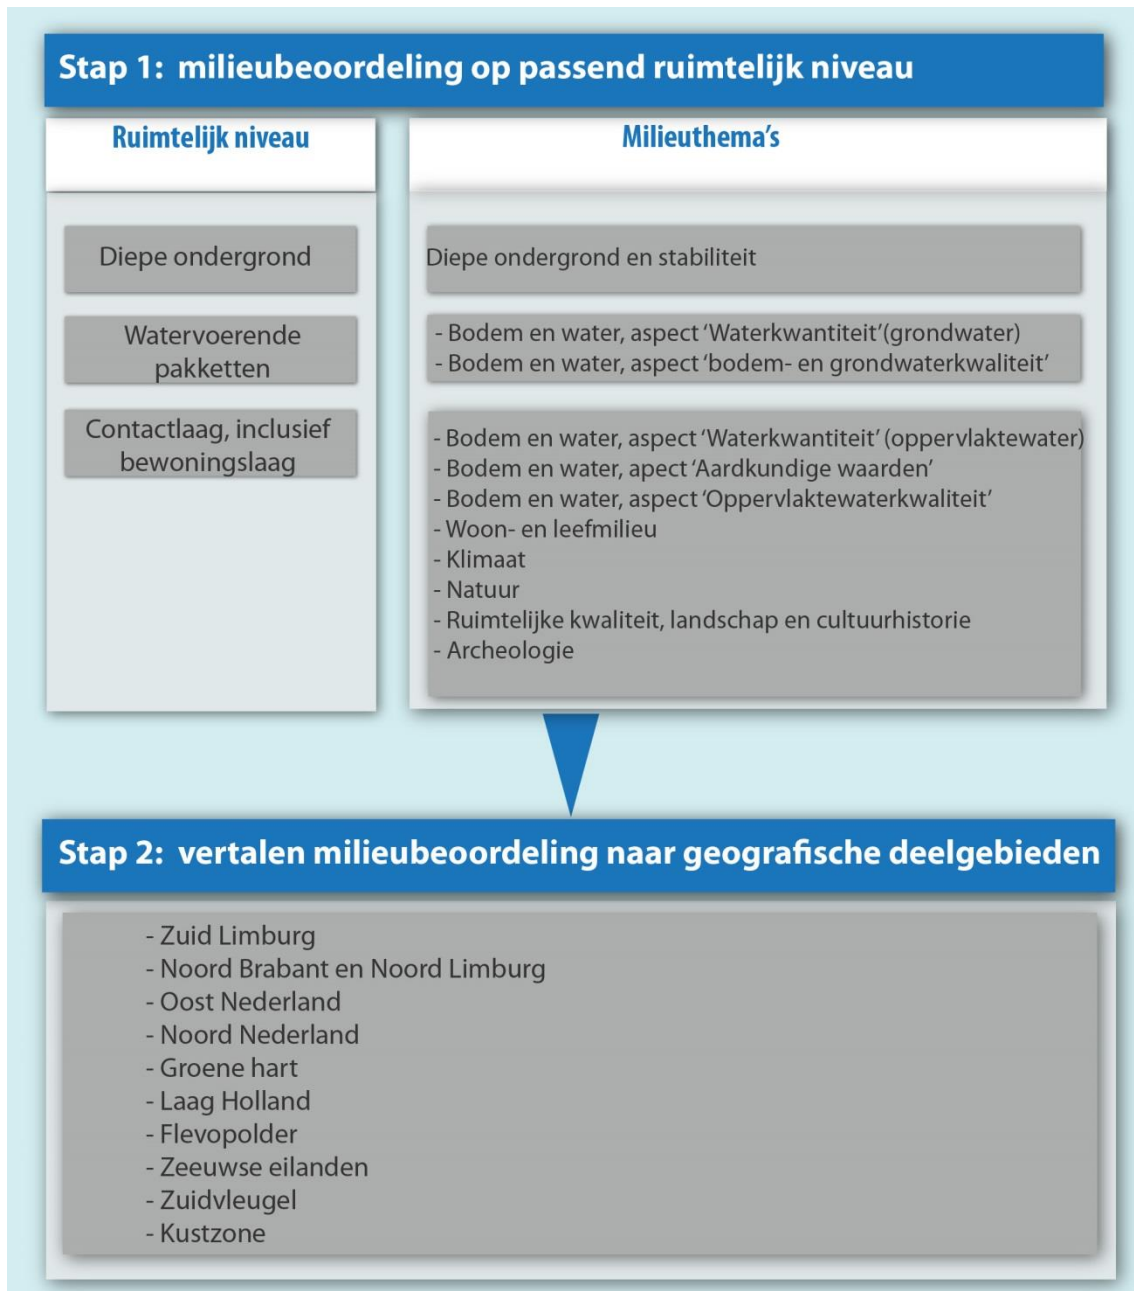 Stap 1: milieubeoordeling op passend ruimtelijk niveau
Ruimtelijk niveau
Milieuthema's
Diepe ondergrond
Diepe ondergrond en stabiliteit
Watervoerende
pakketten
- Bodem en water, aspect 'Waterkwantiteit'(grondwater)
- Bodem en water, aspect 'bodem- en grondwaterkwaliteit'
Contactlaag, inclusief
bewoningslaag
- Bodem en water, aspect 'Waterkwantiteit' (oppervlaktewater)
- Bodem en water, apect 'Aardkundige waarden'
- Bodem en water, aspect 'Oppervlaktewaterkwaliteit'
- Woon- en leefmilieu
- Klimaat
- Natuur
- Ruimtelijke kwaliteit, landschap en cultuurhistorie
- Archeologie
Stap 2: vertalen milieubeoordeling naar geografische deelgebieden
- Zuid Limburg
- Noord Brabant en Noord Limburg
- Oost Nederland
- Noord Nederland
- Groene hart
- Laag Holland
- Flevopolder
- Zeeuwse eilanden
- Zuidvleugel
- Kustzone